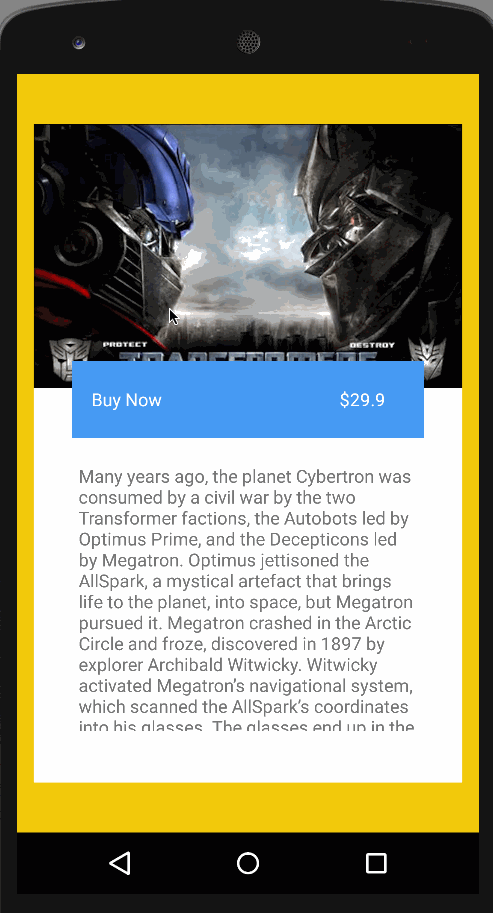 PROTECT
DESTROY
TRANSFORMERS
Buy Now
$29.9
Many years ago, the planet Cybertron was
consumed by a civil war by the two
Transformer factions, the Autobots led by
Optimus Prime, and the Decepticons led
by Megatron. Optimus jettisoned the
AllSpark, a mystical artefact that brings
life to the planet, into space, but Megatron
pursued it. Megatron crashed in the Arctic
Circle and froze, discovered in 1897 by
explorer Archibald Witwicky. Witwicky
activated Megatron’s navigational system,
which scanned the AllSpark’s coordinates
into his glasses. The glasses end up in the